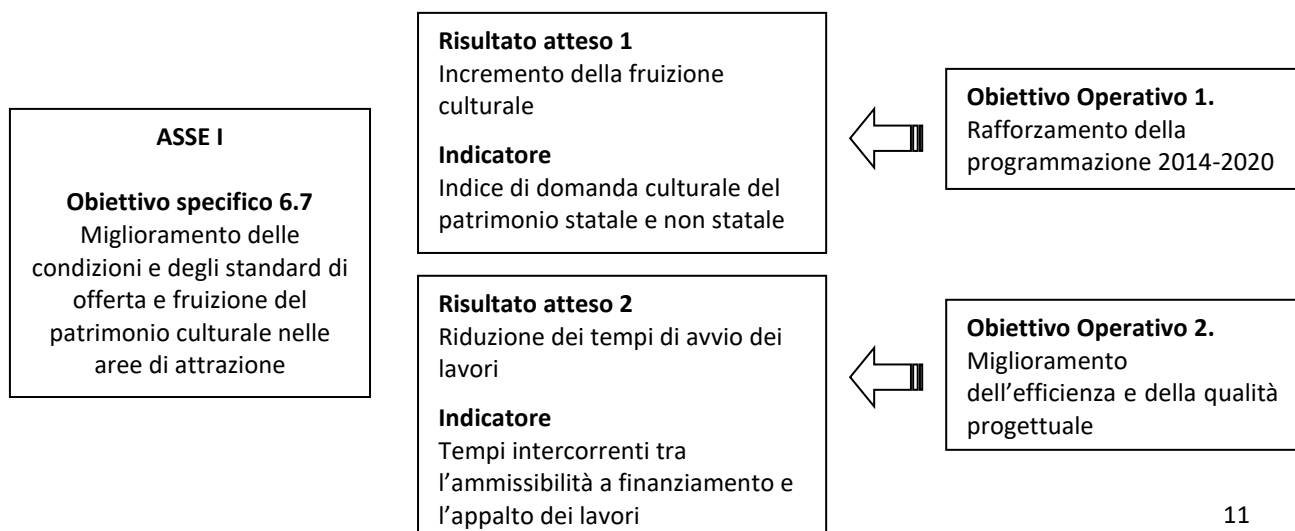 ASSE I
Obiettivo specifico 6.7
Miglioramento delle
condizioni e degli standard di
offerta e fruizione del
patrimonio culturale nelle
aree di attrazione
Risultato atteso 1
Incremento della fruizione
culturale
Indicatore
Indice di domanda culturale del
patrimonio statale e non statale
Obiettivo Operativo 1.
Rafforzamento della
programmazione 2014-2020
Risultato atteso 2
Riduzione dei tempi di avvio dei
lavori
Indicatore
Tempi intercorrenti tra
l’ammissibilità a finanziamento e
l’appalto dei lavori
Obiettivo Operativo 2.
Miglioramento
dell’efficienza e della qualità
progettuale
11